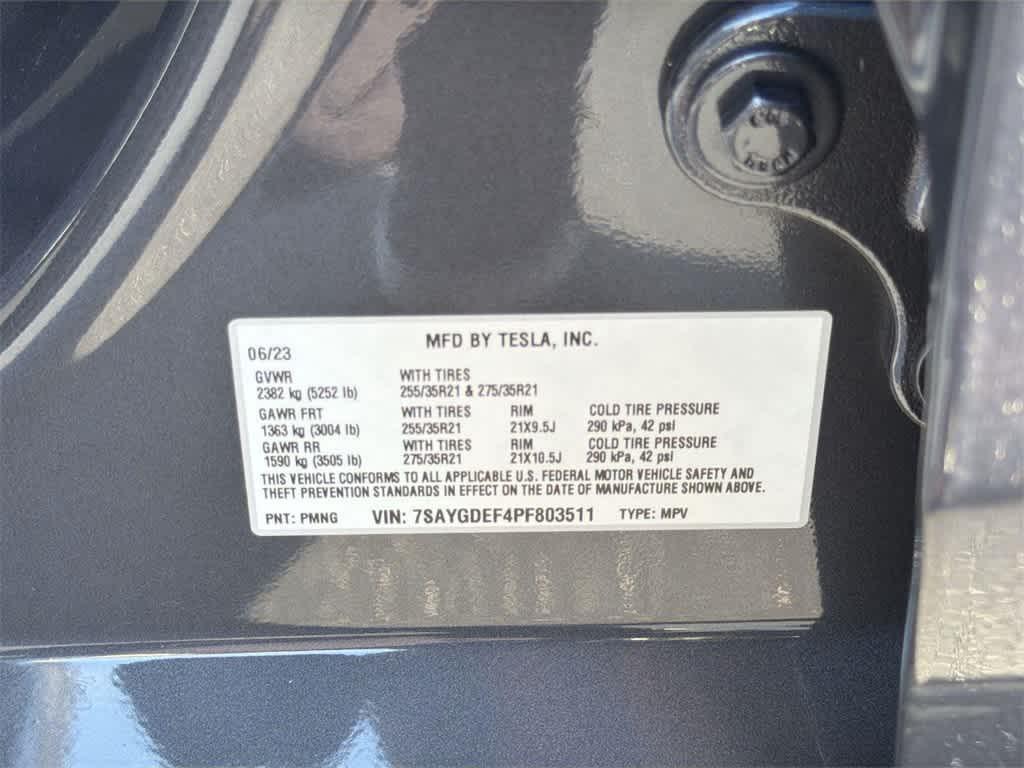 MFD BY TESLA, INC.
06/23
GVWR WITH TIRES
2382 kg (5252 lb) 255/35R21 & 275/35R21
GAWR FRT WITH TIRES RIM COLD TIRE PRESSURE
1363 kg (3004 lb) 255/35R21 21X9.5J 290 kPa, 42 psi
GAWR RR WITH TIRES RIM COLD TIRE PRESSURE
1590 kg (3505 lb) 275/35R21 21X10.5J 290 kPa, 42 psi
THIS VEHICLE CONFORMS TO ALL APPLICABLE U.S. FEDERAL MOTOR VEHICLE SAFETY AND
THEFT PREVENTION STANDARDS IN EFFECT ON THE DATE OF MANUFACTURE SHOWN ABOVE.
PNT: PMNG VIN: 7SAYGDEF4PF803511 TYPE: MPV